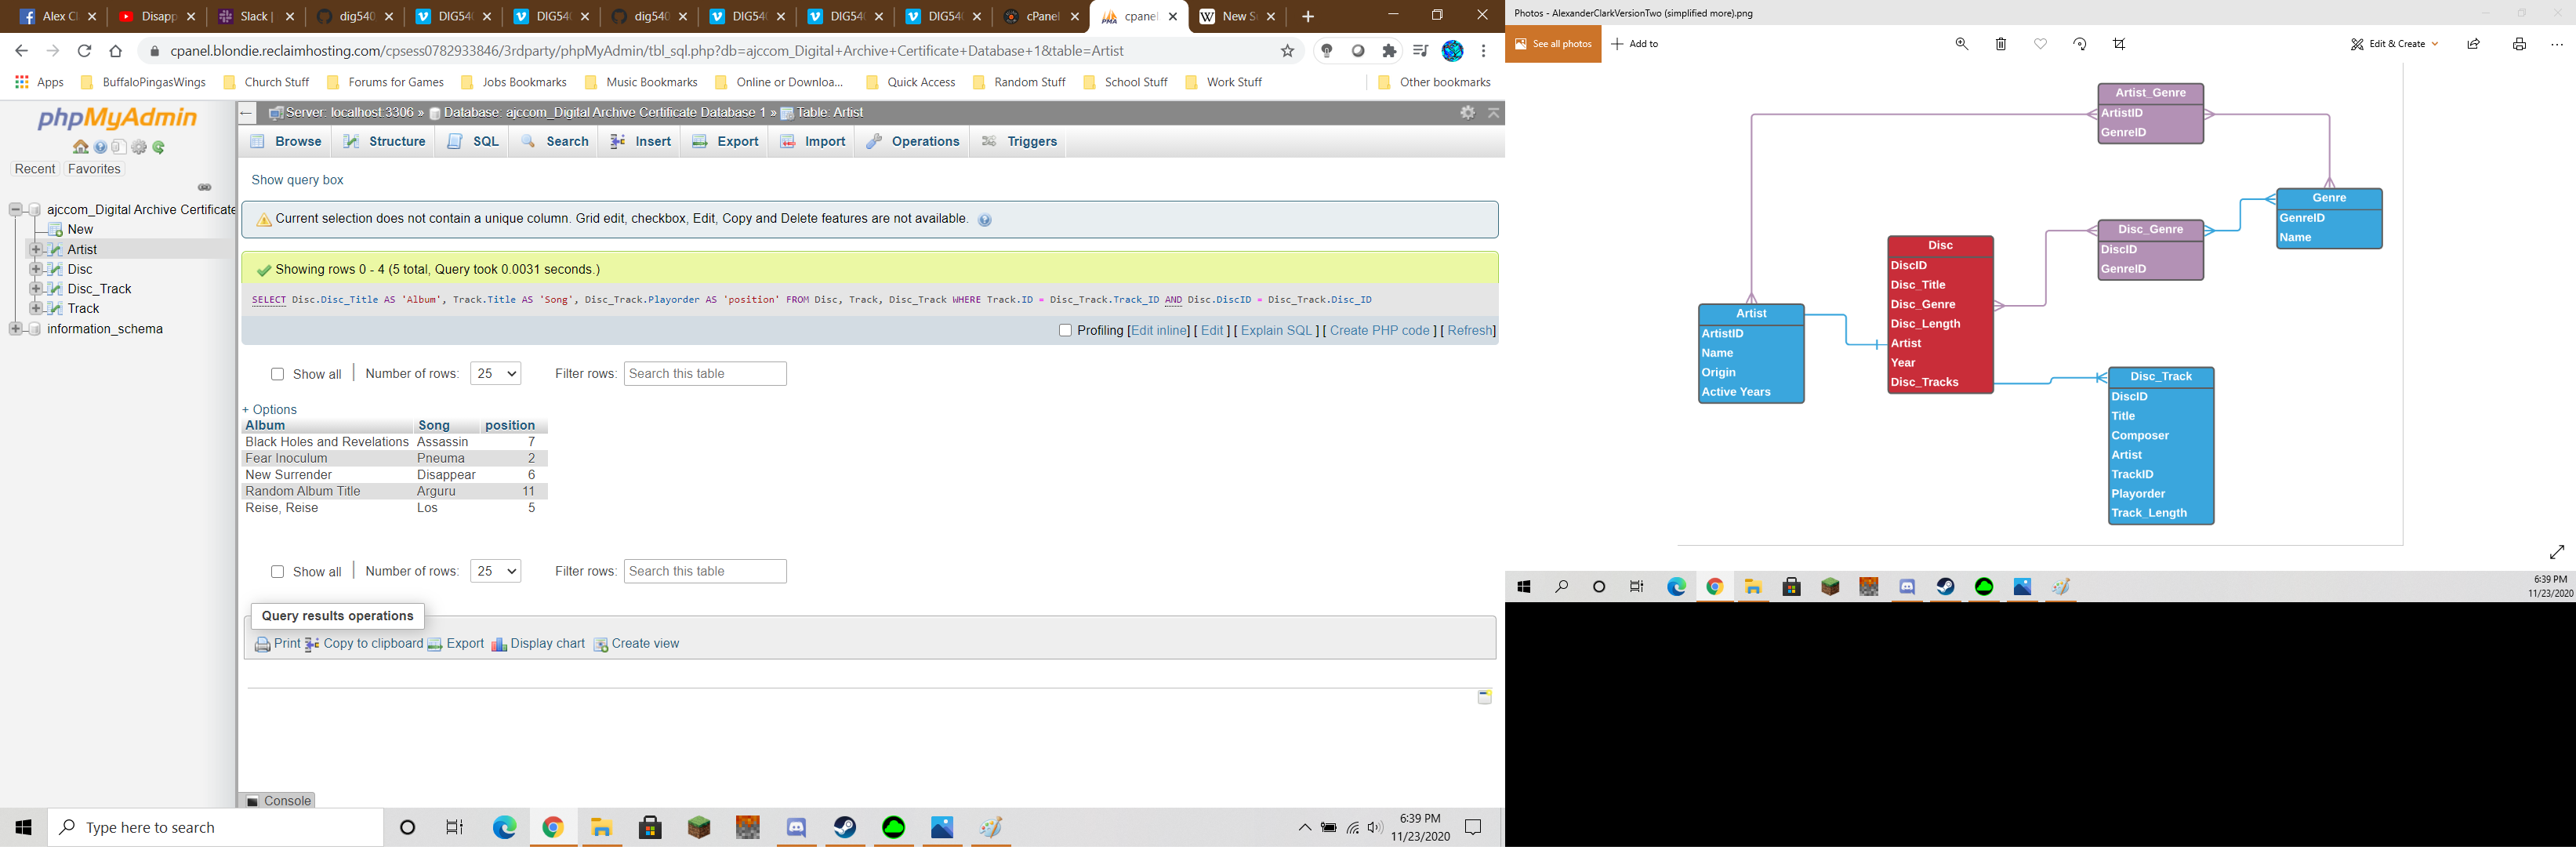 Alex Cl
Disapp
Slack |
dig540
DIG540
DIG540
dig540
DIG540
DIG540
DIG540
cPanel
cpanel
New S
cpanel.blondie.reclaimhosting.com/cpsess0782933846/3rdparty/phpMyAdmin/tbl_sql.php?db=ajccom_Digital+Archive+Certificate+Database+1&table=Artist
Apps
BuffaloPingasWings
Church Stuff
Forums for Games
Jobs Bookmarks
Music Bookmarks
Online or Downloa...
Quick Access
Random Stuff
School Stuff
Work Stuff
Other bookmarks
phpMyAdmin
Recent Favorites
ajccom_Digital Archive Certificate
New
Artist
Disc
Disc_Track
Track
information_schema
Server: localhost:3306 » Database: ajccom_Digital Archive Certificate Database 1 » Table: Artist
Browse Structure SQL Search Insert Export Import Operations Triggers
Show query box
Current selection does not contain a unique column. Grid edit, checkbox, Edit, Copy and Delete features are not available.
Showing rows 0 - 4 (5 total, Query took 0.0031 seconds.)
SELECT Disc.Disc_Title AS 'Album', Track.Title AS 'Song', Disc_Track.Playorder AS 'position' FROM Disc, Track, Disc_Track WHERE Track.ID = Disc_Track.Track_ID AND Disc.DiscID = Disc_Track.Disc_ID
Profiling [Edit inline] [ Edit ] [ Explain SQL ] [ Create PHP code ] [ Refresh]
Show all | Number of rows: 25 Filter rows: Search this table
+ Options
Album Song position
Black Holes and Revelations Assassin 7
Fear Inoculum Pneuma 2
New Surrender Disappear 6
Random Album Title Arguru 11
Reise, Reise Los 5
Show all | Number of rows: 25 Filter rows: Search this table
Query results operations
Print Copy to clipboard Export Display chart Create view
Console
Type here to search
6:39 PM
11/23/2020
Photos - AlexanderClarkVersionTwo (simplified more).png
See all photos
Add to
Edit & Create
Artist_Genre
ArtistID
GenreID
Genre
GenreID
Name
Disc_Genre
DiscID
GenreID
Disc
DiscID
Disc_Title
Disc_Genre
Disc_Length
Artist
Year
Disc_Tracks
Artist
ArtistID
Name
Origin
Active Years
Disc_Track
DiscID
Title
Composer
Artist
TrackID
Playorder
Track_Length
6:39 PM
11/23/2020